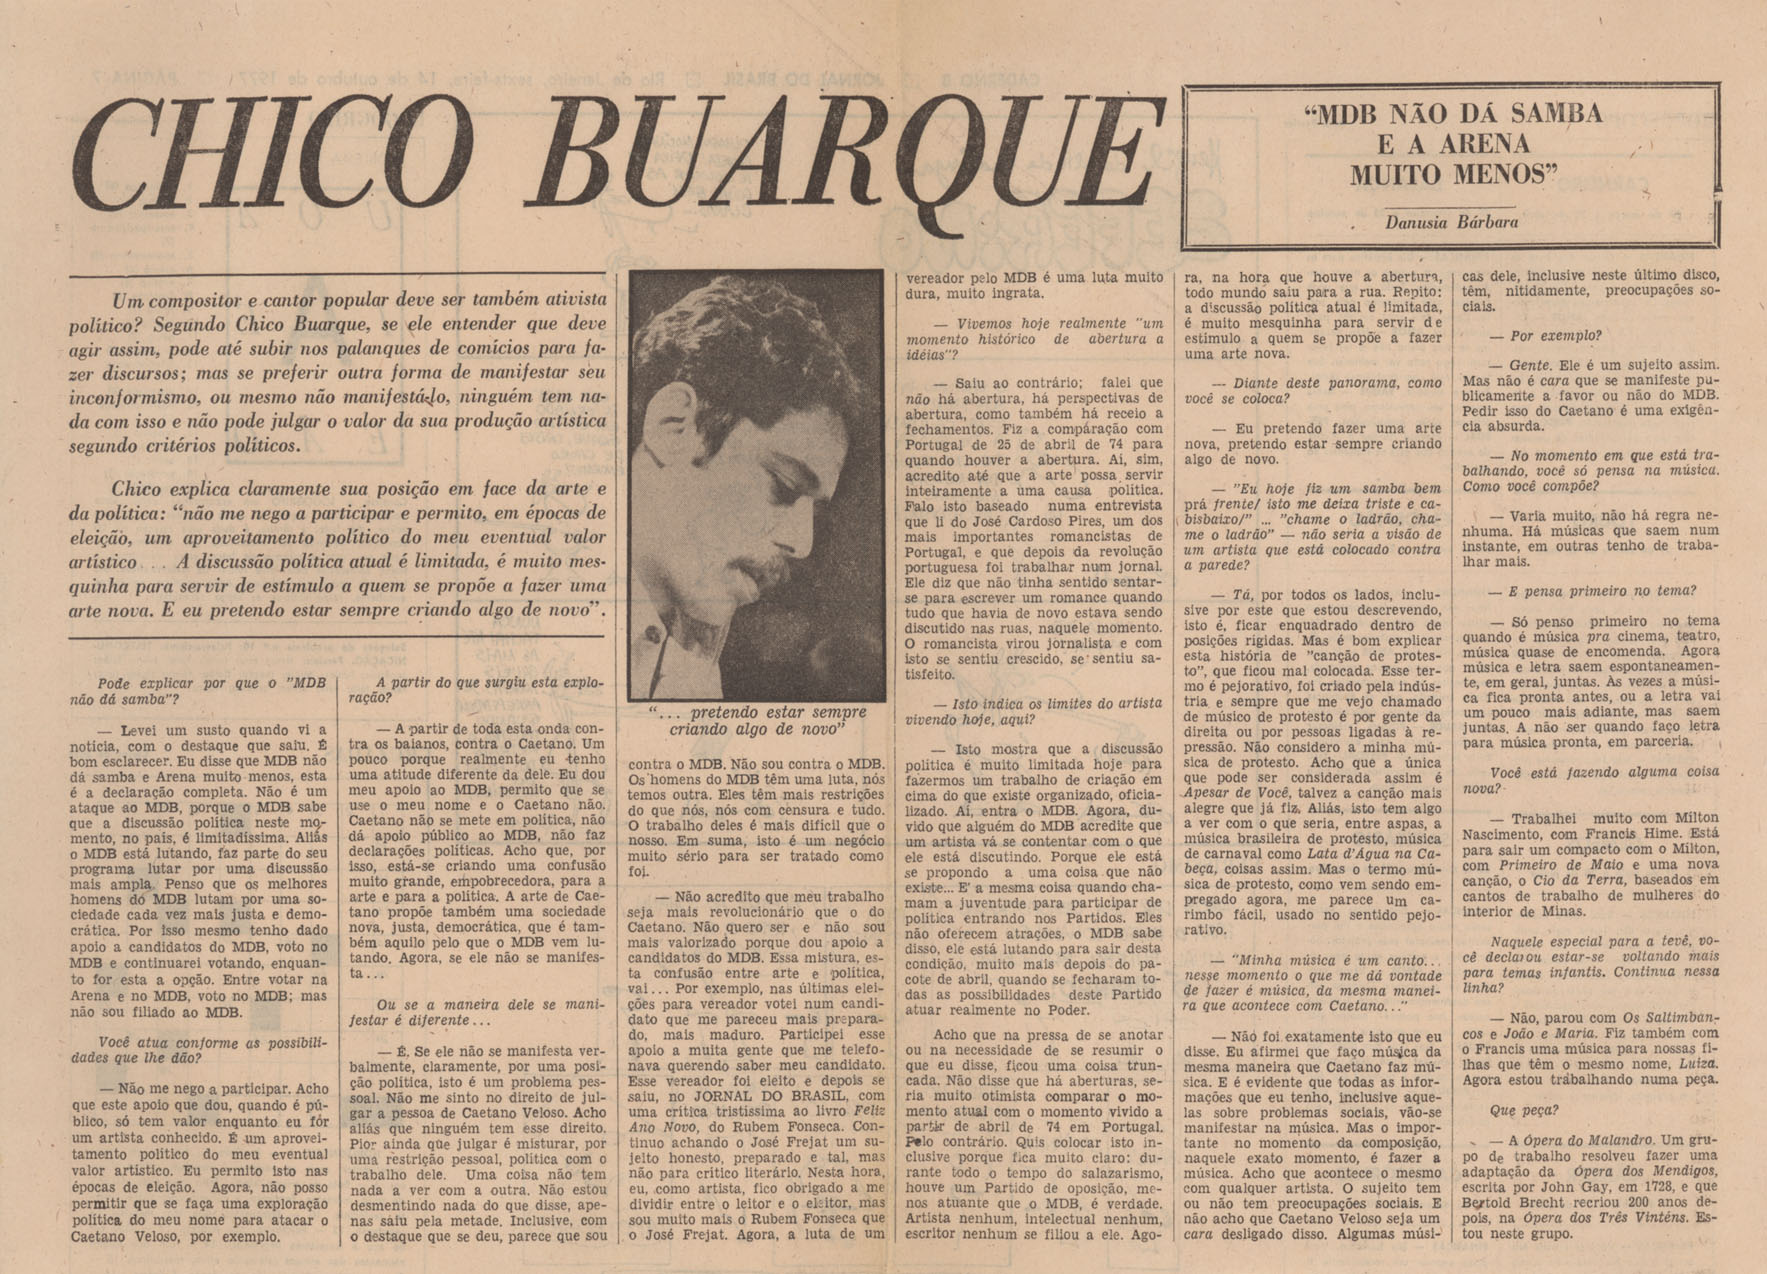 CHICO BUARQUE
“MDB NÃO DÁ SAMBA
E A ARENA
MUITO MENOS”
Danusia Bárbara
Um compositor e cantor popular deve ser também ativista
político? Segundo Chico Buarque, se ele entender que deve
agir assim, pode até subir nos palanques de comícios para fa-
zer discursos; mas se preferir outra forma de manifestar seu
inconformismo, ou mesmo não manifestá-lo, ninguém tem na-
da com isso e não pode julgar o valor da sua produção artística
segundo critérios políticos.
Chico explica claramente sua posição em face da arte e
da política: “não me nego a participar e permito, em épocas de
eleição, um aproveitamento político do meu eventual valor
artístico... A discussão política atual é limitada, é muito mes-
quinha para servir de estímulo a quem se propõe a fazer uma
arte nova. E eu pretendo estar sempre criando algo de novo”.
Pode explicar por que o "MDB
não dá samba"?
— Levei um susto quando vi a
notícia, com o destaque que saiu. É
bom esclarecer. Eu disse que MDB não
dá samba e Arena muito menos, esta
é a declaração completa. Não é um
ataque ao MDB, porque o MDB sabe
que a discussão política neste mo-
mento, no país, é limitadíssima. Aliás
o MDB está lutando, faz parte do seu
programa lutar por uma discussão
mais ampla. Penso que os melhores
homens do MDB lutam por uma so-
ciedade cada vez mais justa e demo-
crática. Por isso mesmo tenho dado
apoio a candidatos do MDB, voto no
MDB e continuarei votando, enquan-
to for esta a opção. Entre votar na
Arena e no MDB, voto no MDB; mas
não sou filiado ao MDB.
Você atua conforme as possibili-
dades que lhe dão?
— Não me nego a participar. Acho
que este apoio que dou, quando é pú-
blico, só tem valor enquanto eu fôr
um artista conhecido. É um aprovei-
tamento político do meu eventual
valor artístico. Eu permito isto nas
épocas de eleição. Agora, não posso
permitir que se faça uma exploração
política do meu nome para atacar o
Caetano Veloso, por exemplo.
A partir do que surgiu esta explo-
ração?
— A partir de toda esta onda con-
tra os baianos, contra o Caetano. Um
pouco porque realmente eu tenho
uma atitude diferente da dele. Eu dou
meu apoio ao MDB, permito que se
use o meu nome e o Caetano não.
Caetano não se mete em política, não
dá apoio público ao MDB, não faz
declarações políticas. Acho que, por
isso, está-se criando uma confusão
muito grande, empobrecedora, para a
arte e para a política. A arte de Cae-
tano propõe também uma sociedade
nova, justa, democrática, que é tam-
bém aquilo pelo que o MDB vem lu-
tando. Agora, se ele não se manifes-
ta...
Ou se a maneira dele se mani-
festar é diferente...
— É. Se ele não se manifesta ver-
balmente, claramente, por uma posi-
ção política, isto é um problema pes-
soal. Não me sinto no direito de jul-
gar a pessoa de Caetano Veloso. Acho
aliás que ninguém tem esse direito.
Pior ainda que julgar é misturar, por
uma restrição pessoal, política com o
trabalho dele. Uma coisa não tem
nada a ver com a outra. Não estou
desmentindo nada do que disse, ape-
nas saiu pela metade. Inclusive, com
o destaque que se deu, parece que sou
“... pretendo estar sempre
criando algo de novo”
contra o MDB. Não sou contra o MDB.
Os homens do MDB têm uma luta, nós
temos outra. Eles têm mais restrições
do que nós, nós com censura e tudo.
O trabalho deles é mais difícil que o
nosso. Em suma, isto é um negócio
muito sério para ser tratado como
foi.
— Não acredito que meu trabalho
seja mais revolucionário que o do
Caetano. Não quero ser e não sou
mais valorizado porque dou apoio a
candidatos do MDB. Essa mistura, es-
ta confusão entre arte e política,
vai... Por exemplo, nas últimas elei-
ções para vereador votei num candi-
dato que me pareceu mais prepara-
do, mais maduro. Participei esse
apoio a muita gente que me telefo-
nava querendo saber meu candidato.
Esse vereador foi eleito e depois se
saiu, no JORNAL DO BRASIL, com
uma crítica tristíssima ao livro Feliz
Ano Novo, do Rubem Fonseca. Con-
tinuo achando o José Frejat um su-
jeito honesto, preparado e tal, mas
não para crítico literário. Nesta hora,
eu, como artista, fico obrigado a me
dividir entre o leitor e o eleitor, mas
sou muito mais o Rubem Fonseca que
o José Frejat. Agora, a luta de um
vereador pelo MDB é uma luta muito
dura, muito ingrata.
— Vivemos hoje realmente "um
momento histórico de abertura a
idéias"?
— Saiu ao contrário; falei que
não há abertura, há perspectivas de
abertura, como também há receio a
fechamentos. Fiz a compáração com
Portugal de 25 de abril de 74 para
quando houver a abertura. Aí, sim,
acredito até que a arte possa servir
inteiramente a uma causa política.
Falo isto baseado numa entrevista
que li do José Cardoso Pires, um dos
mais importantes romancistas de
Portugal, e que depois da revolução
portuguesa foi trabalhar num jornal.
Ele diz que não tinha sentido sentar-
se para escrever um romance quando
tudo que havia de novo estava sendo
discutido nas ruas, naquele momento.
O romancista virou jornalista e com
isto se sentiu crescido, se sentiu sa-
tisfeito.
— Isto indica os limites do artista
vivendo hoje, aqui?
— Isto mostra que a discussão
política é muito limitada hoje para
fazermos um trabalho de criação em
cima do que existe organizado, oficia-
lizado. Aí, entra o MDB. Agora, du-
vido que alguém do MDB acredite que
um artista vá se contentar com o que
ele está discutindo. Porque ele está
se propondo a uma coisa que não
existe... E' a mesma coisa quando cha-
mam a juventude para participar de
política entrando nos Partidos. Eles
não oferecem atrações, o MDB sabe
disso, ele está lutando para sair desta
condição, muito mais depois do pa-
cote de abril, quando se fecharam to-
das as possibilidades deste Partido
atuar realmente no Poder.
Acho que na pressa de se anotar
ou na necessidade de se resumir o
que eu disse, ficou uma coisa trun-
cada. Não disse que há aberturas, se-
ria muito otimista comparar o mo-
mento atual com o momento vivido a
partir de abril de 74 em Portugal.
Pelo contrário. Quis colocar isto in-
clusive porque fica muito claro: du-
rante todo o tempo do salazarismo,
houve um Partido de oposição, me-
nos atuante que o MDB, é verdade.
Artista nenhum, intelectual nenhum,
escritor nenhum se filiou a ele. Ago-
ra, na hora que houve a abertura,
todo mundo saiu para a rua. Repito:
a discussão política atual é limitada,
é muito mesquinha para servir de
estímulo a quem se propõe a fazer
uma arte nova.
— Diante deste panorama, como
você se coloca?
— Eu pretendo fazer uma arte
nova, pretendo estar sempre criando
algo de novo.
— "Eu hoje fiz um samba bem
prá frente/ isto me deixa triste e ca-
bisbaixo/" ... "chame o ladrão, cha-
me o ladrão" — não seria a visão de
um artista que está colocado contra
a parede?
— Tá, por todos os lados, inclu-
sive por este que estou descrevendo,
isto é, ficar enquadrado dentro de
posições rígidas. Mas é bom explicar
esta história de "canção de protes-
to", que ficou mal colocada. Esse ter-
mo é pejorativo, foi criado pela indús-
tria e sempre que me vejo chamado
de músico de protesto é por gente da
direita ou por pessoas ligadas à re-
pressão. Não considero a minha mú-
sica de protesto. Acho que a única
que pode ser considerada assim é
Apesar de Você, talvez a canção mais
alegre que já fiz. Aliás, isto tem algo
a ver com o que seria, entre aspas, a
música brasileira de protesto, música
de carnaval como Lata d'Água na Ca-
beça, coisas assim. Mas o termo mú-
sica de protesto, como vem sendo em-
pregado agora, me parece um ca-
rimbo fácil, usado no sentido pejo-
rativo.
— "Minha música é um canto...
nesse momento o que me dá vontade
de fazer é música, da mesma manei-
ra que acontece com Caetano..."
— Não foi exatamente isto que eu
disse. Eu afirmei que faço música da
mesma maneira que Caetano faz mú-
sica. E é evidente que todas as infor-
mações que eu tenho, inclusive aque-
las sobre problemas sociais, vão-se
manifestar na música. Mas o impor-
tante no momento da composição,
naquele exato momento, é fazer a
música. Acho que acontece o mesmo
com qualquer artista. O sujeito tem
ou não tem preocupações sociais. E
não acho que Caetano Veloso seja um
cara desligado disso. Algumas músi-
cas dele, inclusive neste último disco,
têm, nitidamente, preocupações so-
ciais.
— Por exemplo?
— Gente. Ele é um sujeito assim.
Mas não é cara que se manifeste pu-
blicamente a favor ou não do MDB.
Pedir isso do Caetano é uma exigên-
cia absurda.
— No momento em que está tra-
balhando, você só pensa na música.
Como você compõe?
— Varia muito, não há regra ne-
nhuma. Há músicas que saem num
instante, em outras tenho de traba-
lhar mais.
— E pensa primeiro no tema?
— Só penso primeiro no tema
quando é música pra cinema, teatro,
música quase de encomenda. Agora
música e letra saem espontaneamen-
te, em geral, juntas. Às vezes a músi-
ca fica pronta antes, ou a letra vai
um pouco mais adiante, mas saem
juntas. A não ser quando faço letra
para música pronta, em parceria.
Você está fazendo alguma coisa
nova?
— Trabalhei muito com Milton
Nascimento, com Francis Hime. Está
para sair um compacto com o Milton,
com Primeiro de Maio e uma nova
canção, o Cio da Terra, baseados em
cantos de trabalho de mulheres do
interior de Minas.
Naquele especial para a tevê, vo-
cê declarou estar-se voltando mais
para temas infantis. Continua nessa
linha?
— Não, parou com Os Saltimban-
cos e João e Maria. Fiz também com
o Francis uma música para nossas fi-
lhas que têm o mesmo nome, Luiza.
Agora estou trabalhando numa peça.
Que peça?
— A Ópera do Malandro. Um gru-
po de trabalho resolveu fazer uma
adaptação da Ópera dos Mendigos,
escrita por John Gay, em 1728, e que
Bertold Brecht recriou 200 anos de-
pois, na Ópera dos Três Vinténs. Es-
tou neste grupo.